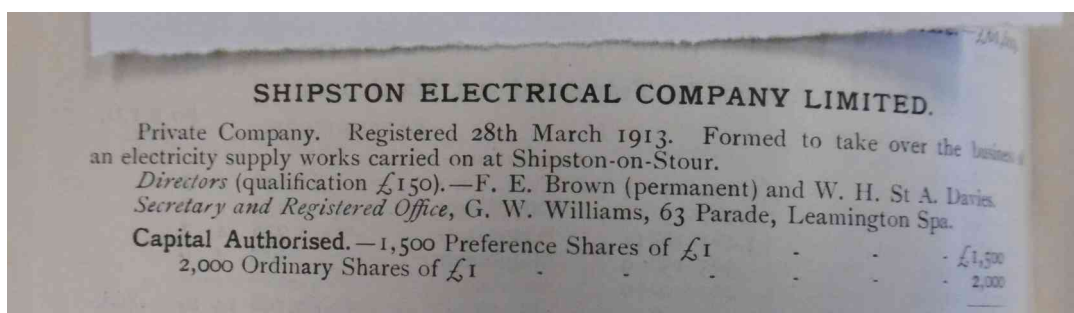 SHIPSTON ELECTRICAL COMPANY LIMITED.
Private Company. Registered 28th March 1913. Formed to take over the business of
an electricity supply works carried on at Shipston-on-Stour.
Directors (qualification £150).—F. E. Brown (permanent) and W. H. St A. Davies.
Secretary and Registered Office, G. W. Williams, 63 Parade, Leamington Spa.
Capital Authorised.—1,500 Preference Shares of £1 - - - £1,500
2,000 Ordinary Shares of £1 - - - - - - 2,000